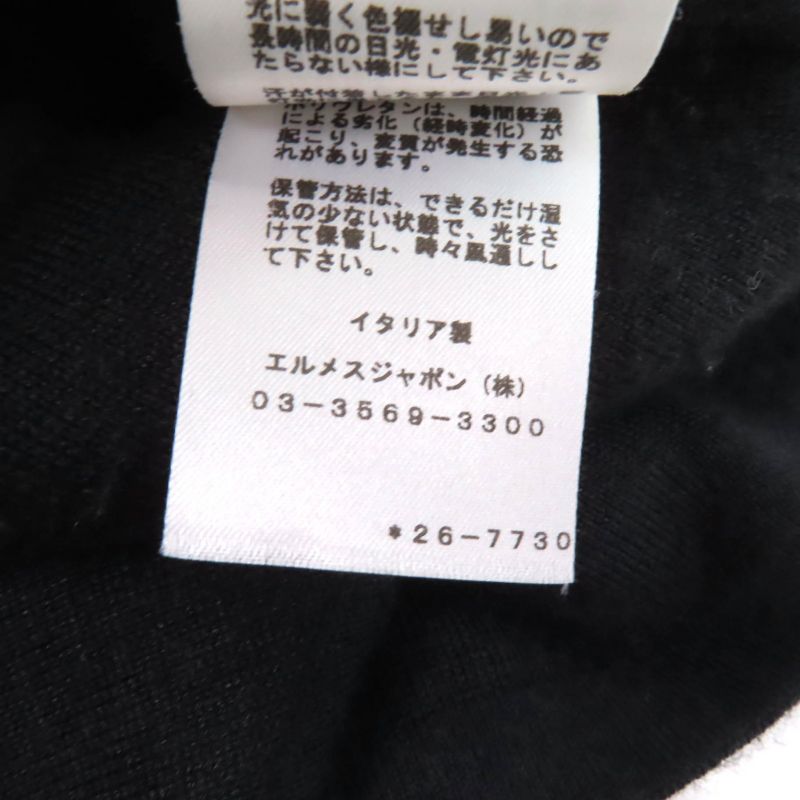 光に弱く色褪せし易いので
長時間の日光・電灯光にあ
たらない様にして下さい。
ポリウレタンは、時間経過
による劣化（経時変化）が
起こり、変質が発生する恐
れがあります。
保管方法は、できるだけ湿
気の少ない状態で、光をさ
けて保管し、時々風通しし
て下さい。
イタリア製
エルメスジャポン（株）
03-3569-3300
*26-7730